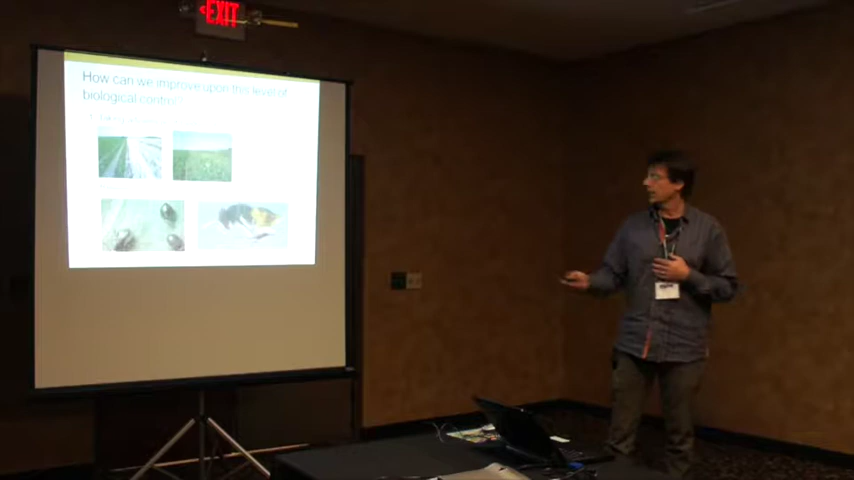 EXIT
How can we improve upon this level of
biological control?